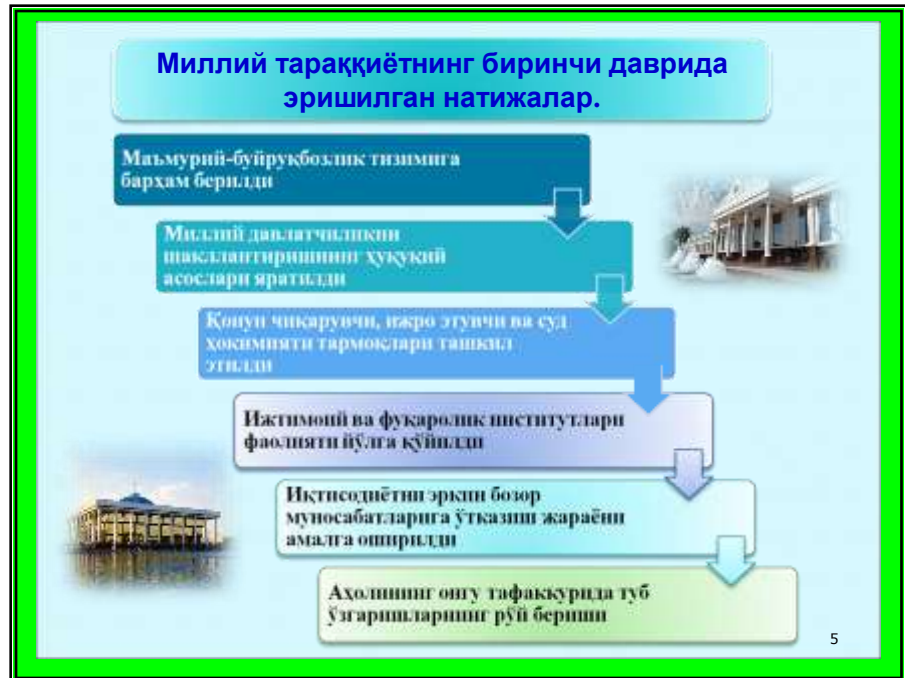 Миллий тараққиётнинг биринчи даврида
эришилган натижалар.
Маъмурий-буйруқбозлик тизимига
барҳам берилди
Миллий давлатчиликни
шакллантиришнинг ҳуқуқий
асослари яратилди
Қонун чиқарувчи, ижро этувчи ва суд
ҳокимияти тармоқлари ташкил
этилди
Ижтимоий ва фуқаролик институтлари
фаолияти йўлга қўйилди
Иқтисодиётни эркин бозор
муносабатларига ўтказиш жараёни
амалга оширилди
Аҳолининг онгу тафаккурида туб
ўзгаришларнинг рўй бериши
5